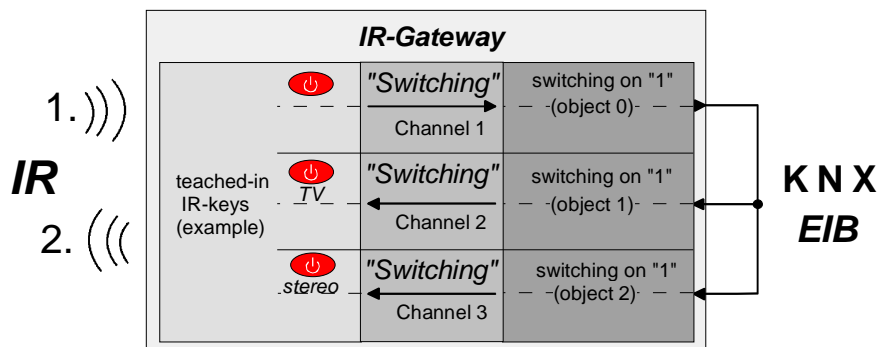 IR-Gateway
1.
IR
2.
teached-in
IR-keys
(example)
"Switching"
Channel 1
switching on "1"
(object 0)
TV
"Switching"
Channel 2
switching on "1"
(object 1)
stereo
"Switching"
Channel 3
switching on "1"
(object 2)
KNX
EIB